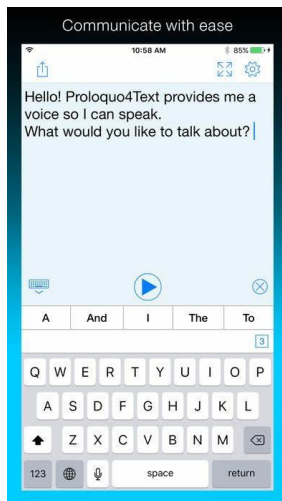 Communicate with ease
10:58 AM
85%
Hello! Proloquo4Text provides me a
voice so I can speak.
What would you like to talk about?
A And I The To
3
Q W E R T Y U I O P
A S D F G H J K L
Z X C V B N M
123 space return